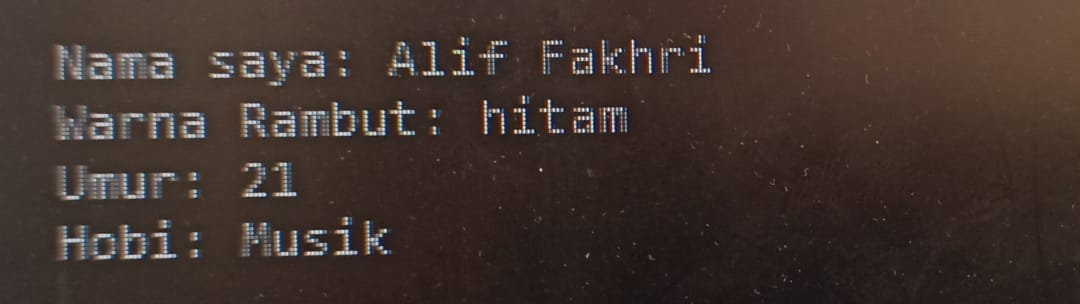 Nama saya: Alif Fakhri
Warna Rambut: hitam
Umur: 21
Hobi: Musik